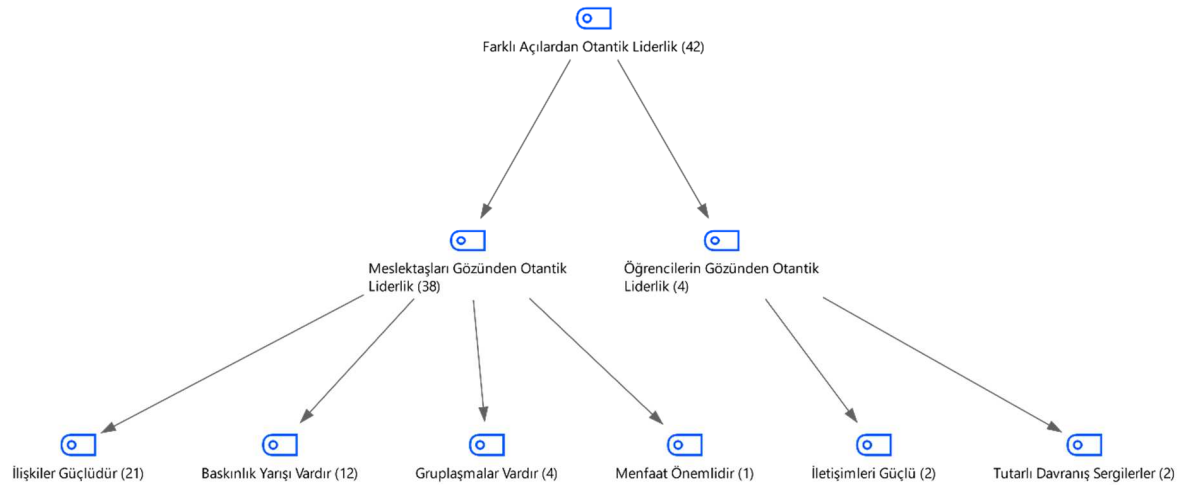 Farklı Açılardan Otantik Liderlik (42)
Meslektaşları Gözünden Otantik
Liderlik (38)
Öğrencilerin Gözünden Otantik
Liderlik (4)
İlişkiler Güçlüdür (21)
Baskınlık Yarışı Vardır (12)
Gruplaşmalar Vardır (4)
Menfaat Önemlidir (1)
İletişimleri Güçlü (2)
Tutarlı Davranış Sergilerler (2)